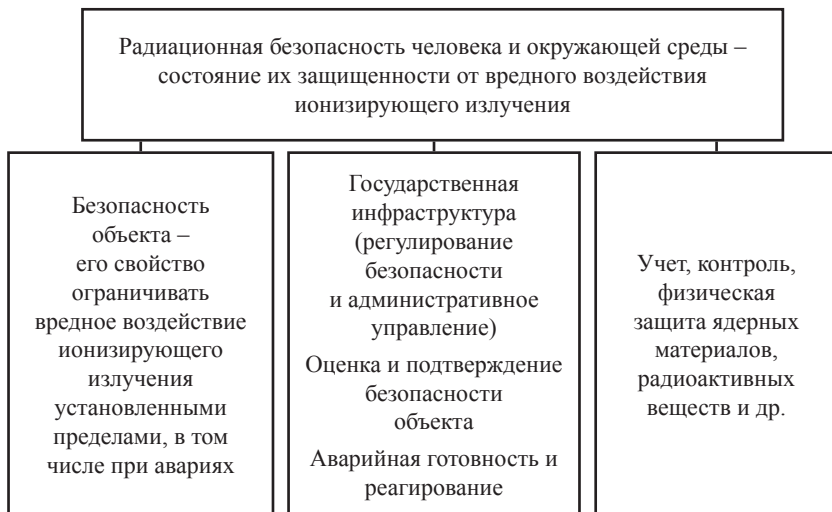 Радиационная безопасность человека и окружающей среды –
состояние их защищенности от вредного воздействия
ионизирующего излучения
Безопасность
объекта –
его свойство
ограничивать
вредное воздействие
ионизирующего
излучения
установленными
пределами, в том
числе при авариях
Государственная
инфраструктура
(регулирование
безопасности
и административное
управление)
Оценка и подтверждение
безопасности
объекта
Аварийная готовность и
реагирование
Учет, контроль,
физическая
защита ядерных
материалов,
радиоактивных
веществ и др.